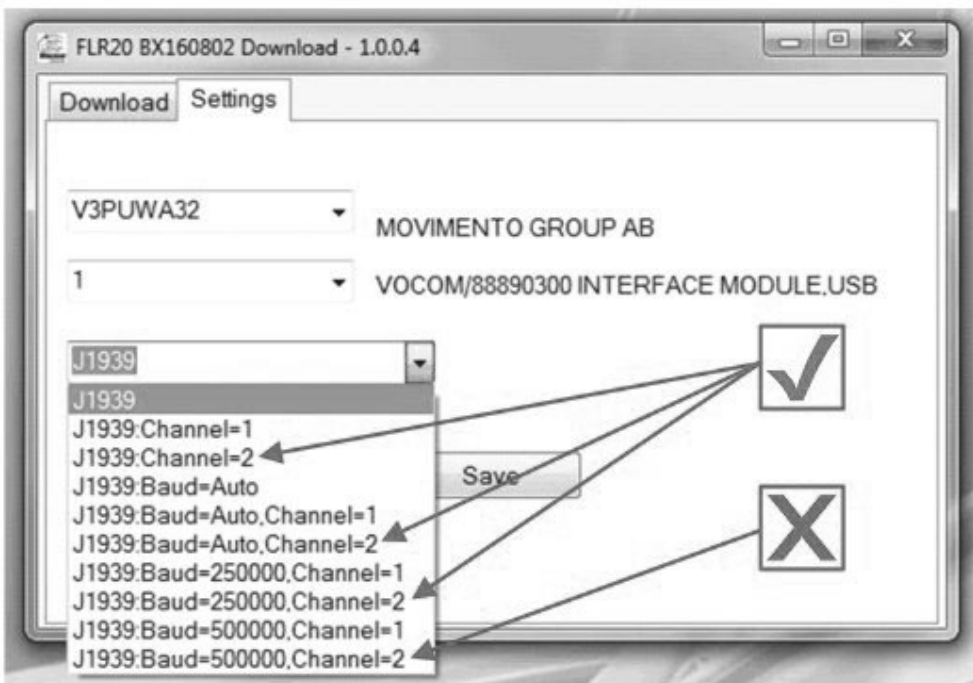 FLR20 BX160802 Download - 1.0.0.4
Download Settings
V3PUWA32
MOVIMENTO GROUP AB
1
VOCOM/88890300 INTERFACE MODULE,USB
J1939
J1939
J1939:Channel=1
J1939:Channel=2
J1939:Baud=Auto
Save
J1939:Baud=Auto,Channel=1
J1939:Baud=Auto,Channel=2
J1939:Baud=250000,Channel=1
J1939:Baud=250000,Channel=2
J1939:Baud=500000,Channel=1
J1939:Baud=500000,Channel=2